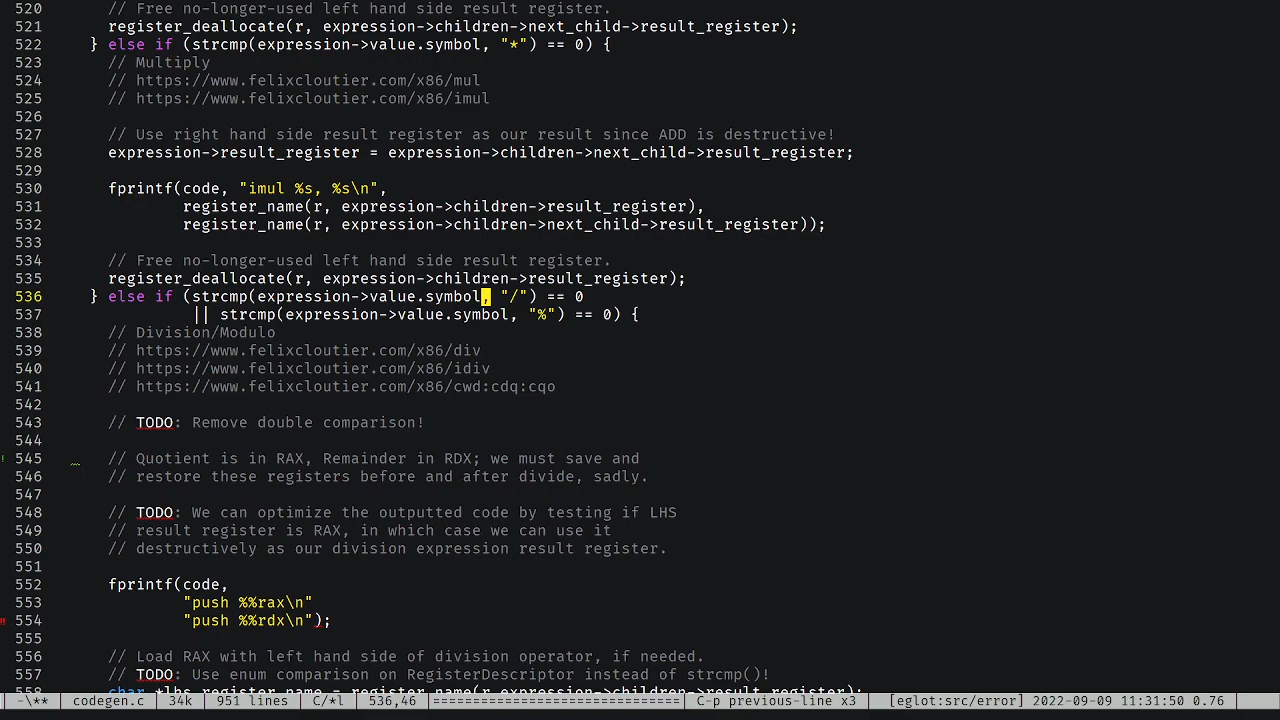 520         // Free no-longer-used left hand side result register.
521         register_deallocate(r, expression->children->next_child->result_register);
522       } else if (strcmp(expression->value.symbol, "*") == 0) {
523         // Multiply
524         // https://www.felixcloutier.com/x86/mul
525         // https://www.felixcloutier.com/x86/imul
526
527         // Use right hand side result register as our result since ADD is destructive!
528         expression->result_register = expression->children->next_child->result_register;
529
530         fprintf(code, "imul %s, %s\n",
531                 register_name(r, expression->children->result_register),
532                 register_name(r, expression->children->next_child->result_register));
533
534         // Free no-longer-used left hand side result register.
535         register_deallocate(r, expression->children->result_register);
536       } else if (strcmp(expression->value.symbol, "/") == 0
537                  || strcmp(expression->value.symbol, "%") == 0) {
538         // Division/Modulo
539         // https://www.felixcloutier.com/x86/div
540         // https://www.felixcloutier.com/x86/idiv
541         // https://www.felixcloutier.com/x86/cwd:cdq:cqo
542
543         // TODO: Remove double comparison!
544
! 545         // Quotient is in RAX, Remainder in RDX; we must save and
546         // restore these registers before and after divide, sadly.
547
548         // TODO: We can optimize the outputted code by testing if LHS
549         // result register is RAX, in which case we can use it
550         // destructively as our division expression result register.
551
552         fprintf(code,
553                 "push %%rax\n"
!! 554                 "push %%rdx\n");
555
556         // Load RAX with left hand side of division operator, if needed.
557         // TODO: Use enum comparison on RegisterDescriptor instead of strcmp()!
558         char *lhs_register_name = register_name(r, expression->children->result_register);
-\** codegen.c 34k 951 lines C/*l 536,46 =========================== C-p previous-line x3 [eglot:src/error] 2022-09-09 11:31:50 0.76